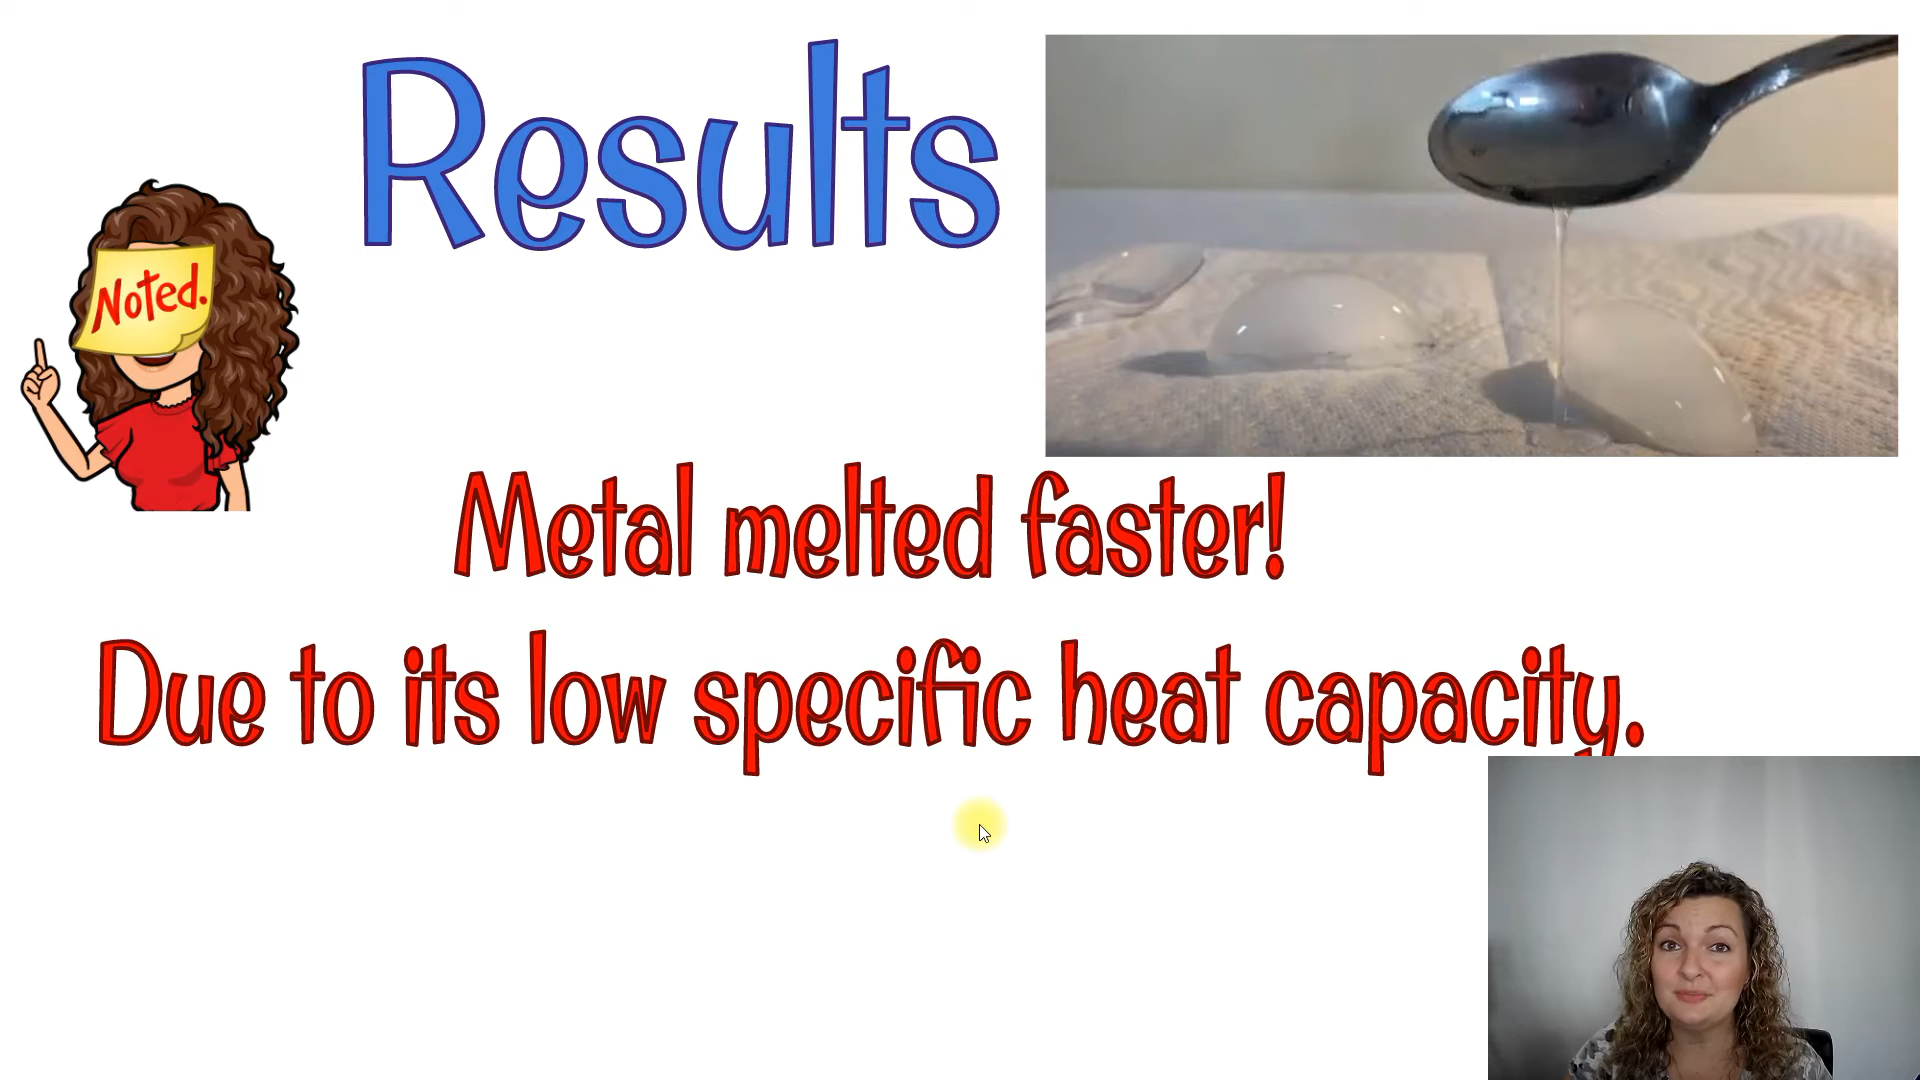 Results
Noted.
Metal melted faster!
Due to its low specific heat capacity.